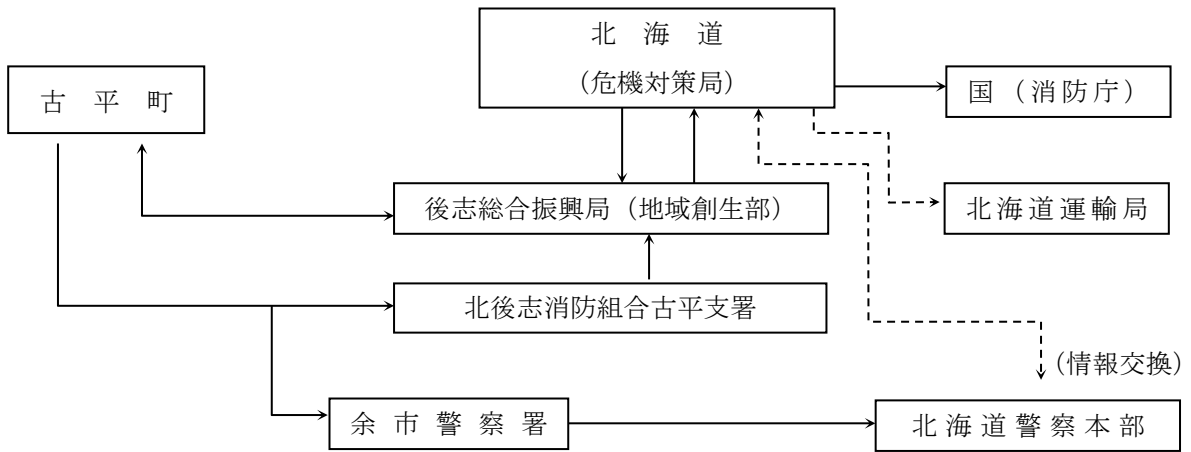 北海道
（危機対策局）
古平町
国（消防庁）
後志総合振興局（地域創生部）
北海道運輸局
北後志消防組合古平支署
（情報交換）
余市警察署
北海道警察本部